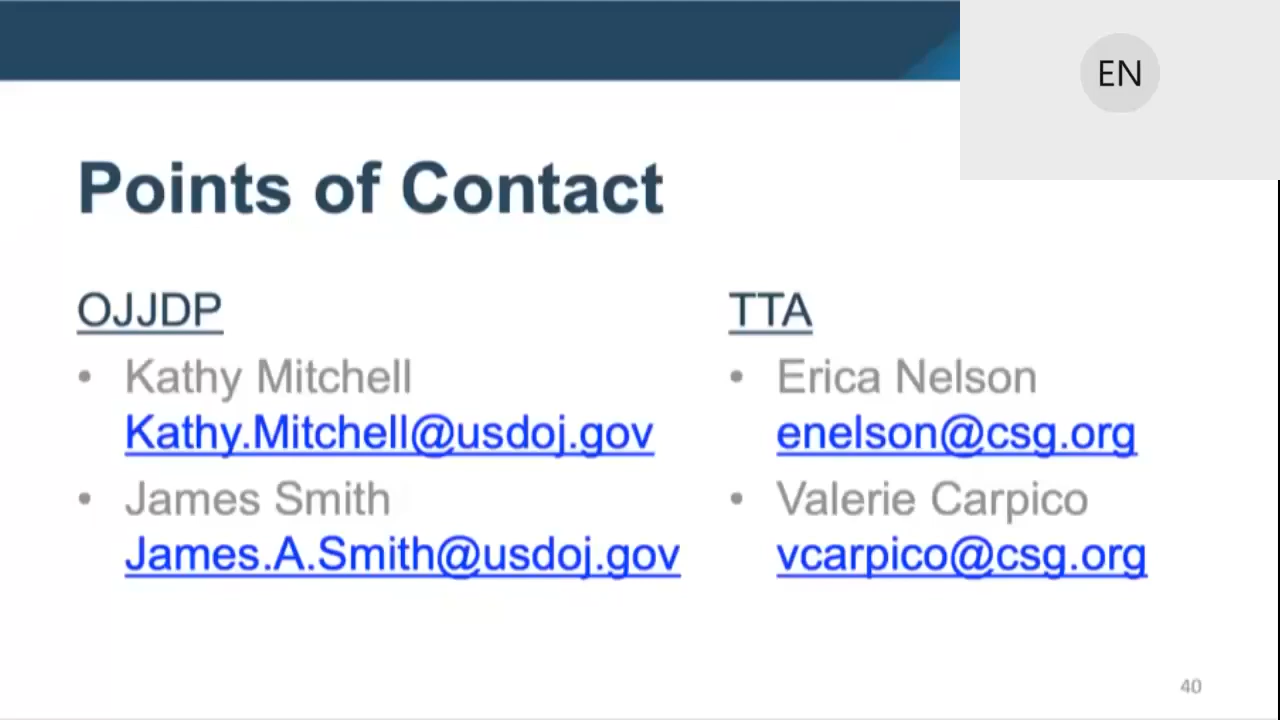 EN
Points of Contact
OJJDP
• Kathy Mitchell
Kathy.Mitchell@usdoj.gov
• James Smith
James.A.Smith@usdoj.gov
TTA
• Erica Nelson
enelson@csg.org
• Valerie Carpico
vcarpico@csg.org
40